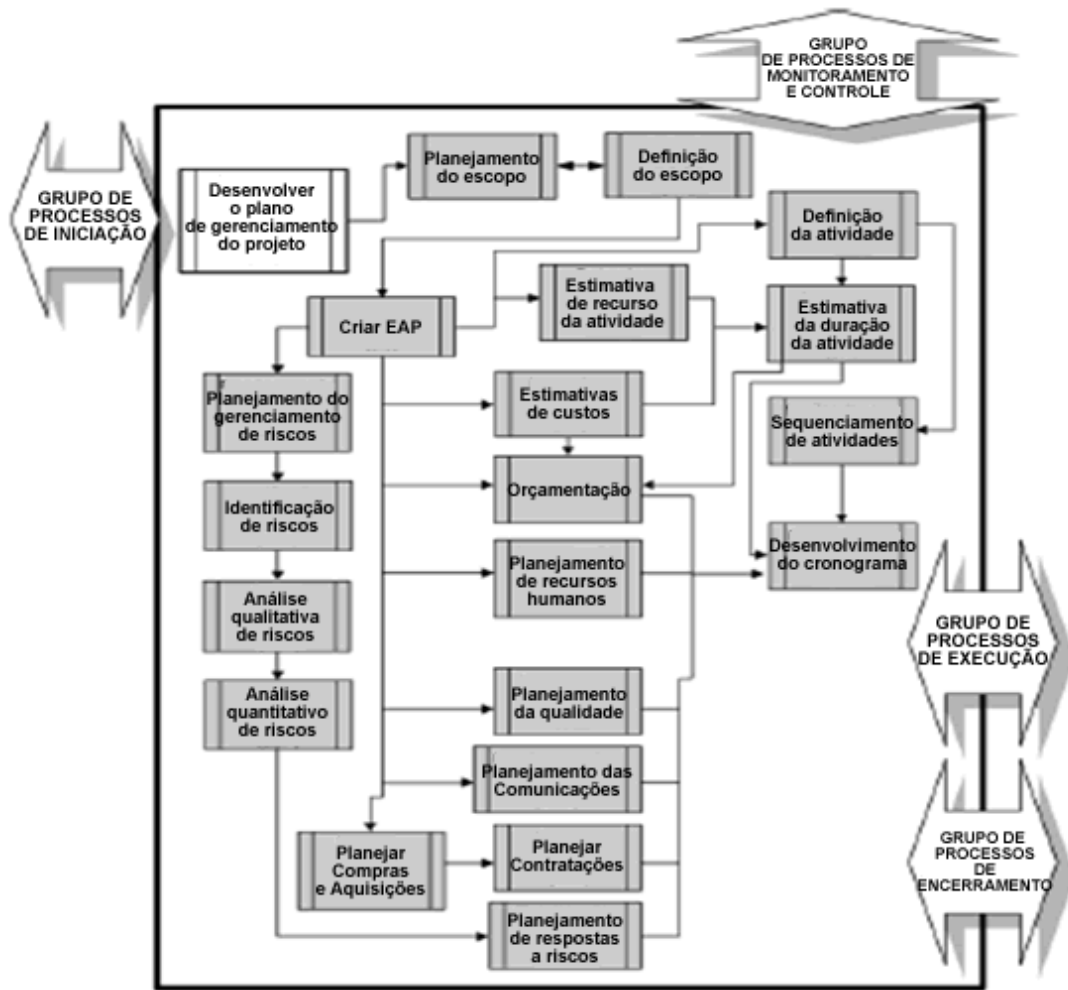 GRUPO
DE PROCESSOS DE
MONITORAMENTO
E CONTROLE
GRUPO DE
PROCESSOS
DE INICIAÇÃO
Desenvolver
o plano
de gerenciamento
do projeto
Planejamento
do escopo
Definição
do escopo
Definição
da atividade
Criar EAP
Estimativa
de recurso
da atividade
Estimativa
da duração
da atividade
Planejamento do
gerenciamento
de riscos
Estimativas
de custos
Sequenciamento
de atividades
Identificação
de riscos
Orçamentação
Desenvolvimento
do cronograma
Análise
qualitativa
de riscos
Planejamento
de recursos
humanos
GRUPO DE
PROCESSOS
DE EXECUÇÃO
Análise
quantitativo
de riscos
Planejamento
da qualidade
Planejamento das
Comunicações
Planejar
Compras
e Aquisições
Planejar
Contratações
GRUPO DE
PROCESSOS
DE
ENCERRAMENTO
Planejamento
de respostas
a riscos